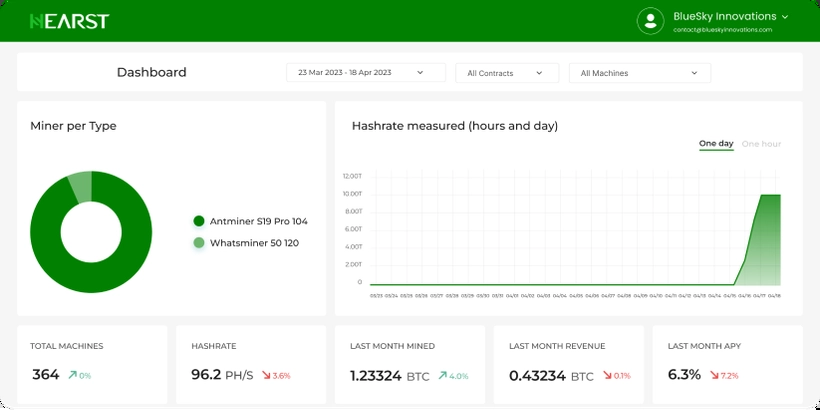 HEARST
BlueSky Innovations
contact@blueskyinnovations.com
Dashboard
23 Mar 2023 - 18 Apr 2023
All Contracts
All Machines
Miner per Type
Antminer S19 Pro 104
Whatsminer 50 120
Hashrate measured (hours and day)
One day One hour
12.00T
10.00T
8.00T
6.00T
4.00T
2.00T
0
03/23 03/24 03/25 03/26 03/27 03/28 03/29 03/30 03/31 04/01 04/02 04/03 04/04 04/05 04/06 04/07 04/08 04/09 04/10 04/11 04/12 04/13 04/14 04/15 04/16 04/17 04/18
TOTAL MACHINES
364 0%
HASHRATE
96.2 PH/S 3.6%
LAST MONTH MINED
1.23324 BTC 4.0%
LAST MONTH REVENUE
0.43234 BTC 0.1%
LAST MONTH APY
6.3% 7.2%